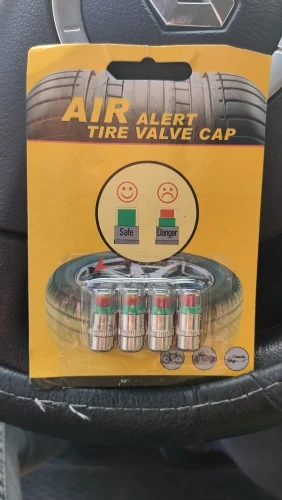 AIR ALERT
TIRE VALVE CAP
Safe Danger